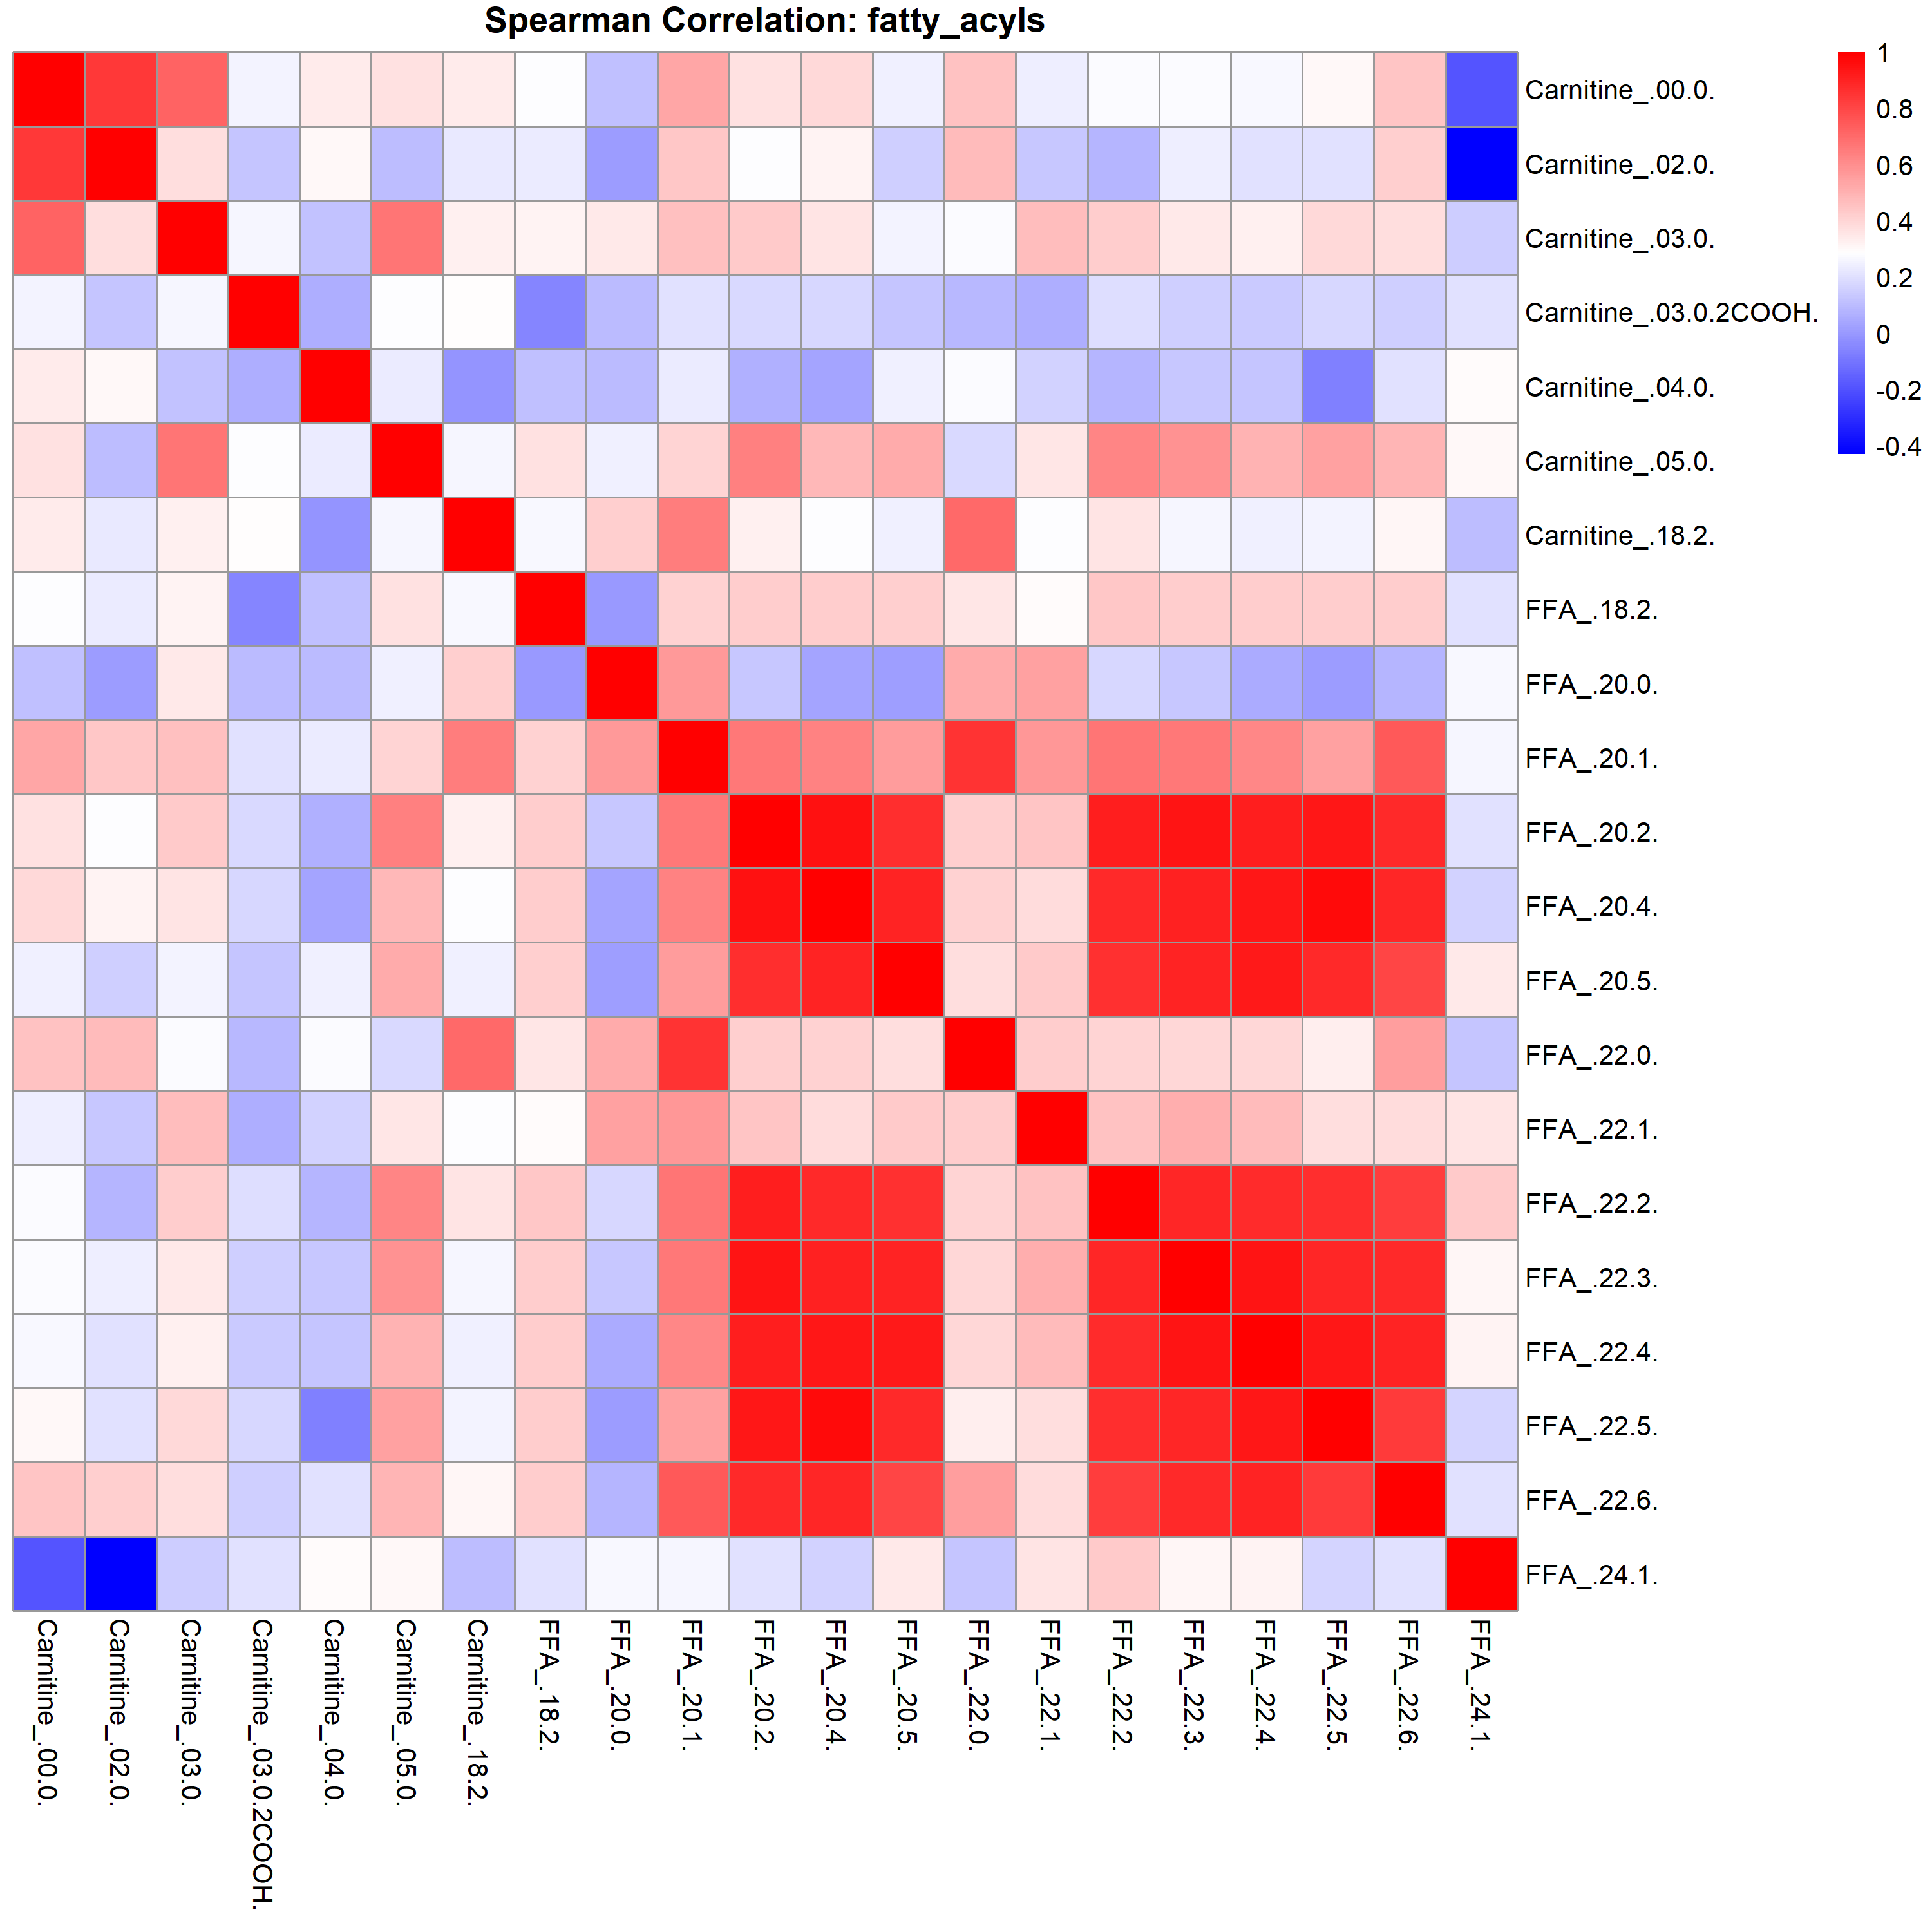 Spearman Correlation: fatty_acyls
1
0.8
0.6
0.4
0.2
0
-0.2
-0.4
Carnitine_.00.0.
Carnitine_.02.0.
Carnitine_.03.0.
Carnitine_.03.0.2COOH.
Carnitine_.04.0.
Carnitine_.05.0.
Carnitine_.18.2.
FFA_.18.2.
FFA_.20.0.
FFA_.20.1.
FFA_.20.2.
FFA_.20.4.
FFA_.20.5.
FFA_.22.0.
FFA_.22.1.
FFA_.22.2.
FFA_.22.3.
FFA_.22.4.
FFA_.22.5.
FFA_.22.6.
FFA_.24.1.
Carnitine_.00.0.
Carnitine_.02.0.
Carnitine_.03.0.
Carnitine_.03.0.2COOH.
Carnitine_.04.0.
Carnitine_.05.0.
Carnitine_.18.2.
FFA_.18.2.
FFA_.20.0.
FFA_.20.1.
FFA_.20.2.
FFA_.20.4.
FFA_.20.5.
FFA_.22.0.
FFA_.22.1.
FFA_.22.2.
FFA_.22.3.
FFA_.22.4.
FFA_.22.5.
FFA_.22.6.
FFA_.24.1.